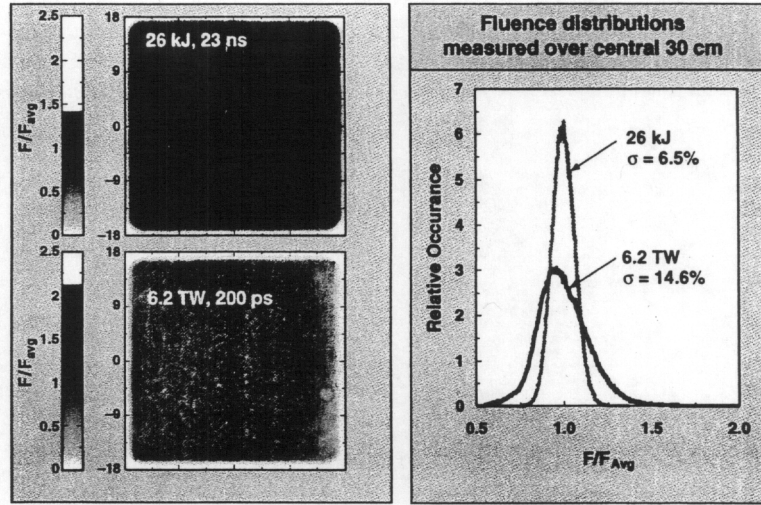 2.5
2
1.5
1
0.5
0
F/Favg
18
9
0
−9
−18
26 kJ, 23 ns
2.5
2
1.5
1
0.5
0
F/Favg
18
9
0
−9
−18
6.2 TW, 200 ps
Fluence distributions
measured over central 30 cm
7
6
5
4
3
2
1
0
Relative Occurance
26 kJ
σ = 6.5%
6.2 TW
σ = 14.6%
0.5
1.0
1.5
2.0
F/FAvg